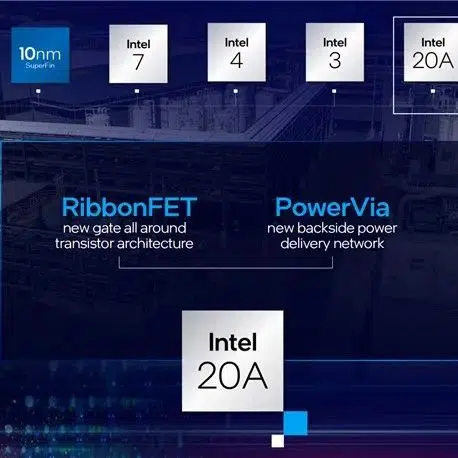 10nm
SuperFin
Intel
7
Intel
4
Intel
3
Intel
20A
RibbonFET
new gate all around
transistor architecture
PowerVia
new backside power
delivery network
Intel
20A